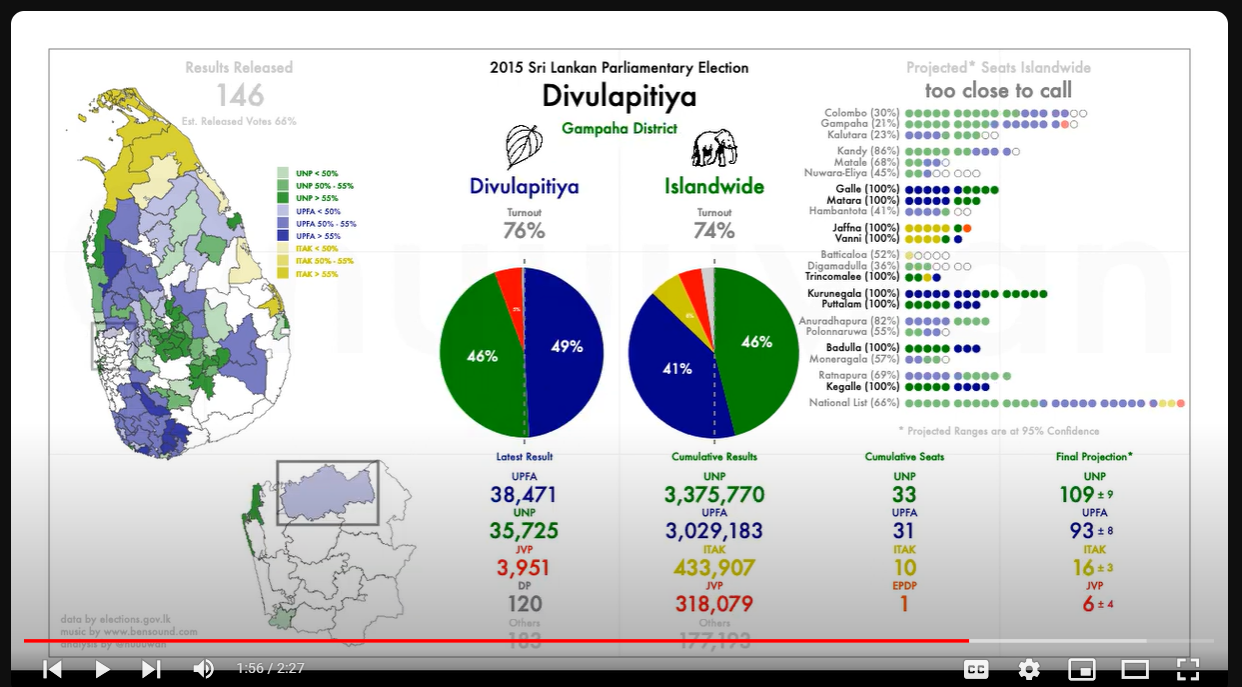 Results Released
146
Est. Released Votes 66%
UNP < 50%
UNP 50% - 55%
UNP > 55%
UPFA < 50%
UPFA 50% - 55%
UPFA > 55%
ITAK < 50%
ITAK 50% - 55%
ITAK > 55%
2015 Sri Lankan Parliamentary Election
Divulapitiya
Gampaha District
Divulapitiya
Turnout
76%
46%
49%
Islandwide
Turnout
74%
41%
46%
Projected* Seats Islandwide
too close to call
Colombo (30%)
Gampaha (21%)
Kalutara (23%)
Kandy (86%)
Matale (68%)
Nuwara-Eliya (45%)
Galle (100%)
Matara (100%)
Hambantota (41%)
Jaffna (100%)
Vanni (100%)
Batticaloa (52%)
Digamadulla (36%)
Trincomalee (100%)
Kurunegala (100%)
Puttalam (100%)
Anuradhapura (82%)
Polonnaruwa (55%)
Badulla (100%)
Moneragala (57%)
Ratnapura (69%)
Kegalle (100%)
National List (66%)
* Projected Ranges are at 95% Confidence
Latest Result
UPFA
38,471
UNP
35,725
JVP
3,951
DP
120
Others
183
Cumulative Results
UNP
3,375,770
UPFA
3,029,183
ITAK
433,907
JVP
318,079
Others
177,193
Cumulative Seats
UNP
33
UPFA
31
ITAK
10
EPDP
1
Final Projection*
UNP
109 ± 9
UPFA
93 ± 8
ITAK
16 ± 3
JVP
6 ± 4
data by elections.gov.lk
music by www.bensound.com
analysis by @nuuuwan
1:56 / 2:27
CC